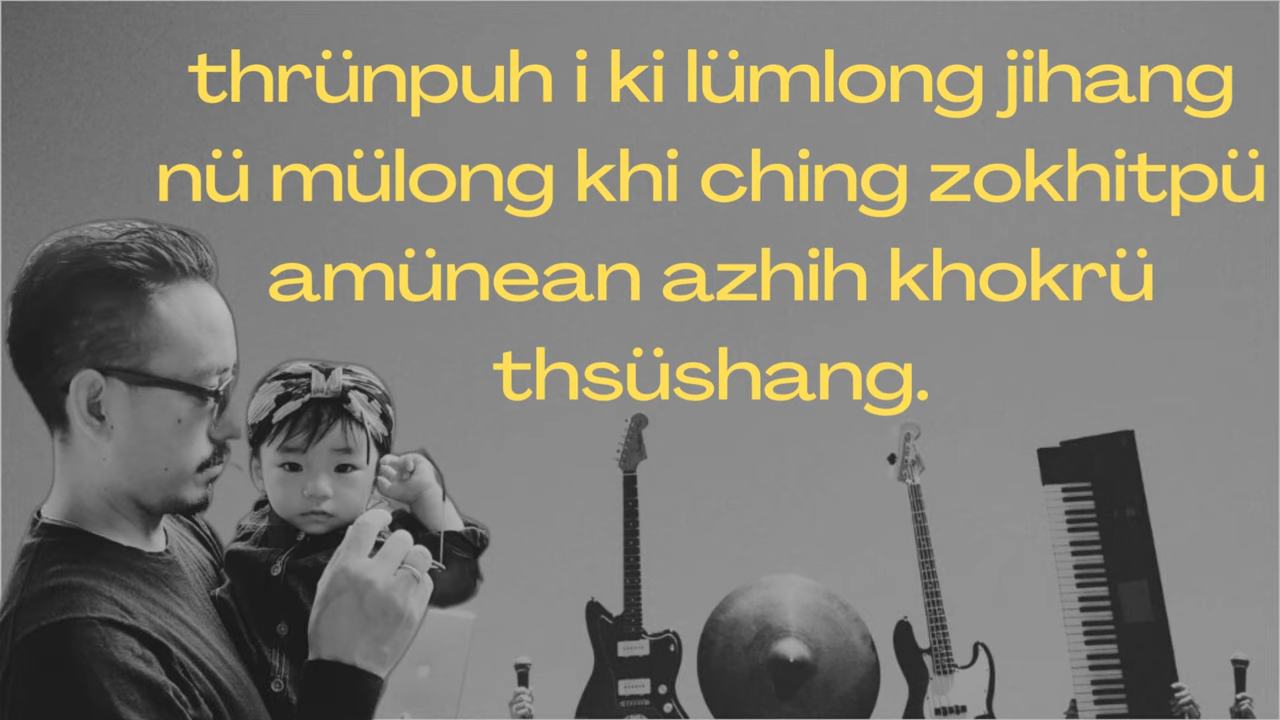 thrünpuh i ki lümlong jihang
nü mülong khi ching zokhitpü
amünean azhih khokrü
thsüshang.